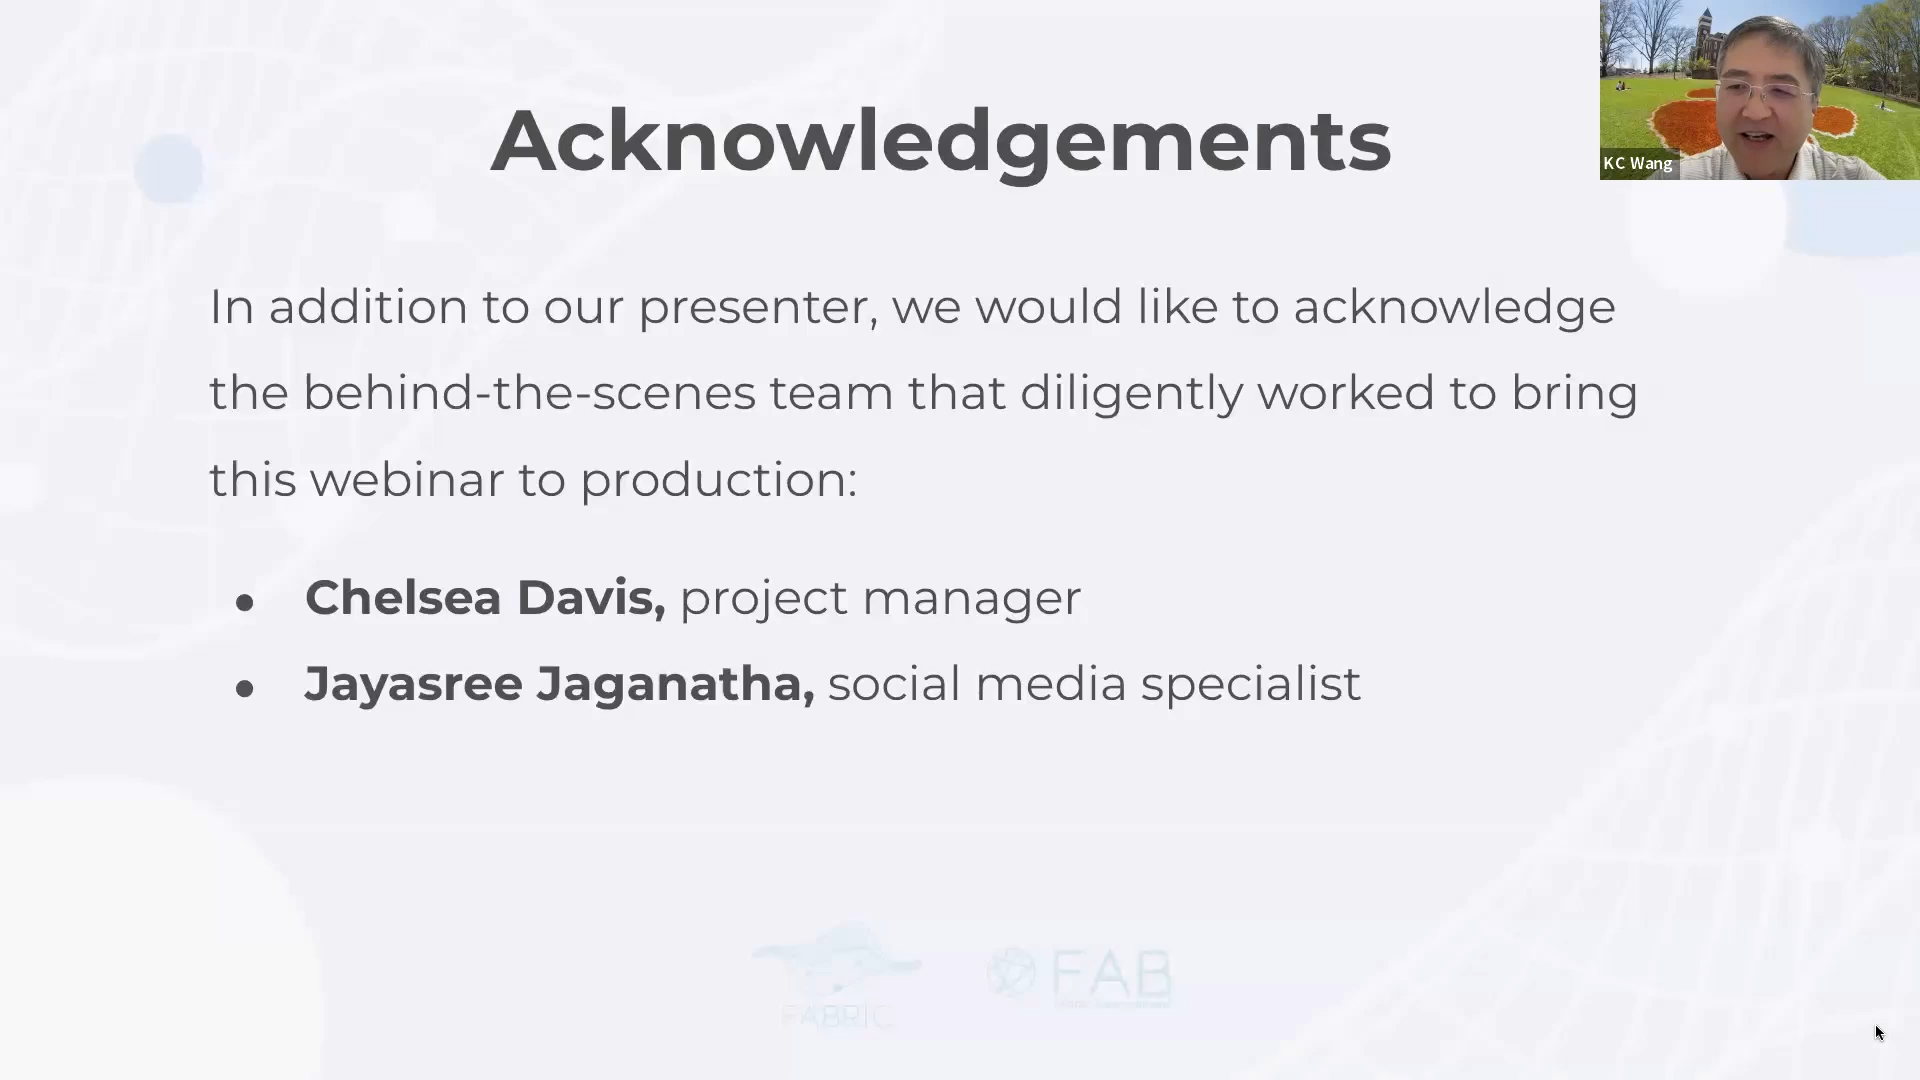 Acknowledgements
KC Wang
In addition to our presenter, we would like to acknowledge
the behind-the-scenes team that diligently worked to bring
this webinar to production:
● Chelsea Davis, project manager
● Jayasree Jaganatha, social media specialist
FABRIC
FAB